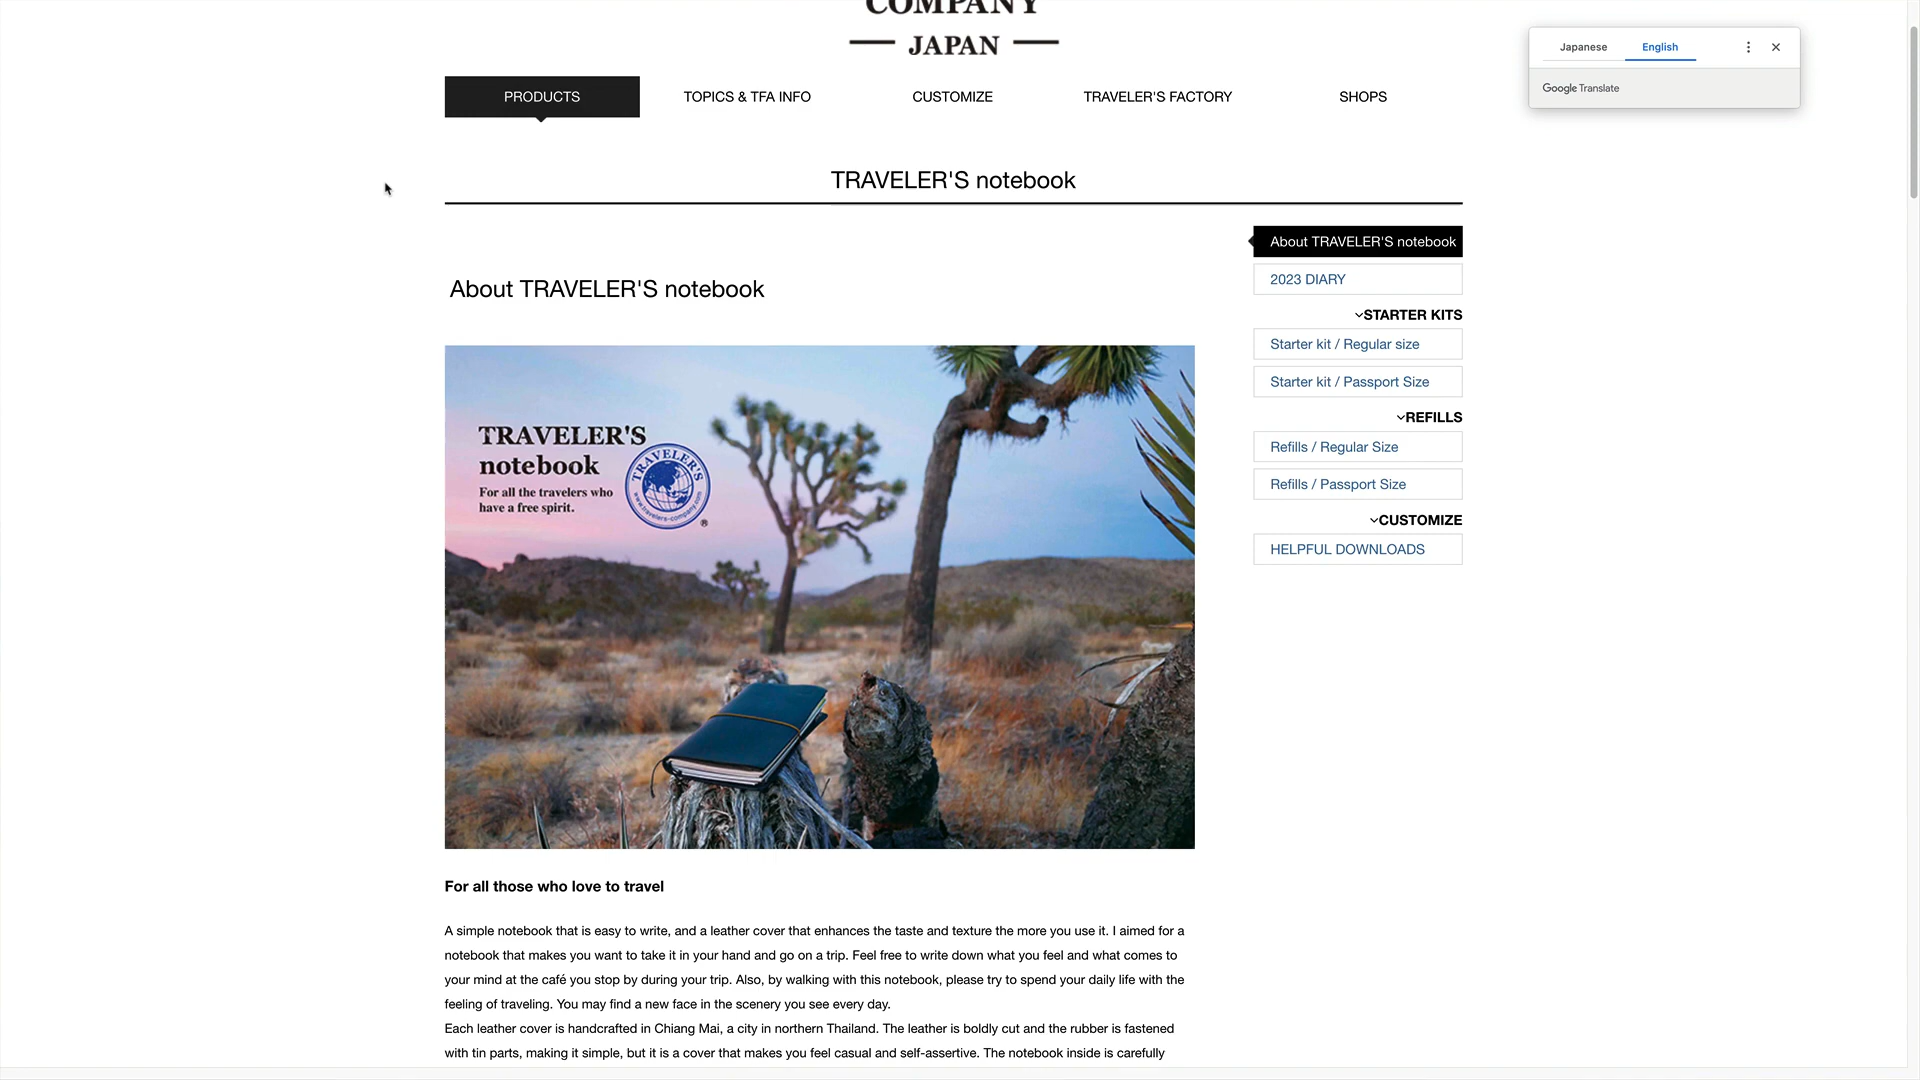 COMPANY
JAPAN
Japanese English
Google Translate
PRODUCTS TOPICS & TFA INFO CUSTOMIZE TRAVELER'S FACTORY SHOPS
TRAVELER'S notebook
About TRAVELER'S notebook
TRAVELER'S
notebook
For all the travelers who
have a free spirit.
TRAVELER'S
www.travelers-company.com
®
For all those who love to travel
A simple notebook that is easy to write, and a leather cover that enhances the taste and texture the more you use it. I aimed for a
notebook that makes you want to take it in your hand and go on a trip. Feel free to write down what you feel and what comes to
your mind at the café you stop by during your trip. Also, by walking with this notebook, please try to spend your daily life with the
feeling of traveling. You may find a new face in the scenery you see every day.
Each leather cover is handcrafted in Chiang Mai, a city in northern Thailand. The leather is boldly cut and the rubber is fastened
with tin parts, making it simple, but it is a cover that makes you feel casual and self-assertive. The notebook inside is carefully
About TRAVELER'S notebook
2023 DIARY
STARTER KITS
Starter kit / Regular size
Starter kit / Passport Size
REFILLS
Refills / Regular Size
Refills / Passport Size
CUSTOMIZE
HELPFUL DOWNLOADS